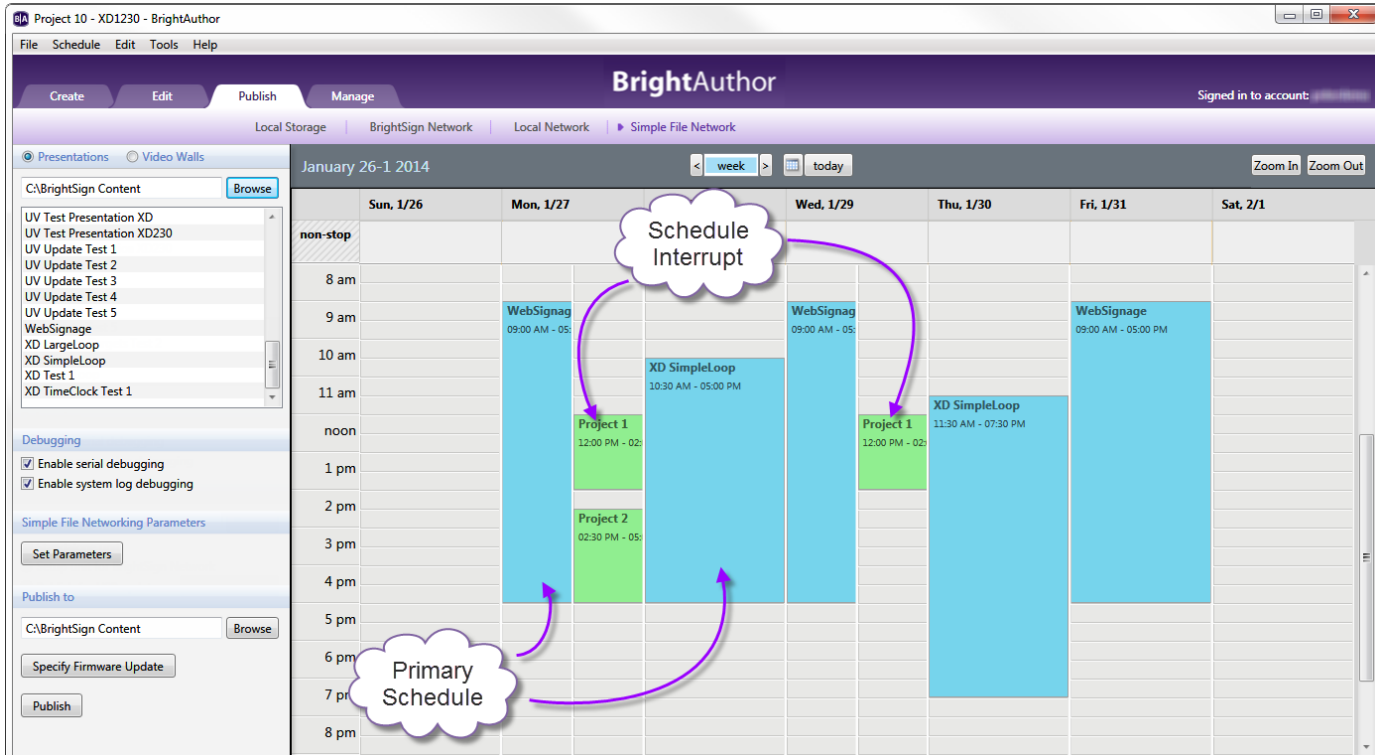 B|A Project 10 - XD1230 - BrightAuthor
File Schedule Edit Tools Help
BrightAuthor
Create Edit Publish Manage
Signed in to account:
Local Storage BrightSign Network Local Network Simple File Network
Presentations Video Walls
January 26-1 2014
< week > today
Zoom In Zoom Out
C:\BrightSign Content Browse
Sun, 1/26 Mon, 1/27 Wed, 1/29 Thu, 1/30 Fri, 1/31 Sat, 2/1
UV Test Presentation XD
UV Test Presentation XD230
UV Update Test 1
UV Update Test 2
UV Update Test 3
UV Update Test 4
UV Update Test 5
WebSignage
XD LargeLoop
XD SimpleLoop
XD Test 1
XD TimeClock Test 1
Debugging
Enable serial debugging
Enable system log debugging
Simple File Networking Parameters
Set Parameters
Publish to
C:\BrightSign Content Browse
Specify Firmware Update
Publish
non-stop
Schedule
Interrupt
8 am
9 am
10 am
11 am
noon
1 pm
2 pm
3 pm
4 pm
5 pm
6 pm
7 pm
8 pm
WebSignag
09:00 AM - 05:
Project 1
12:00 PM - 02:
Project 2
02:30 PM - 05:
XD SimpleLoop
10:30 AM - 05:00 PM
WebSignag
09:00 AM - 05:
Project 1
12:00 PM - 02:
XD SimpleLoop
11:30 AM - 07:30 PM
WebSignage
09:00 AM - 05:00 PM
Primary
Schedule